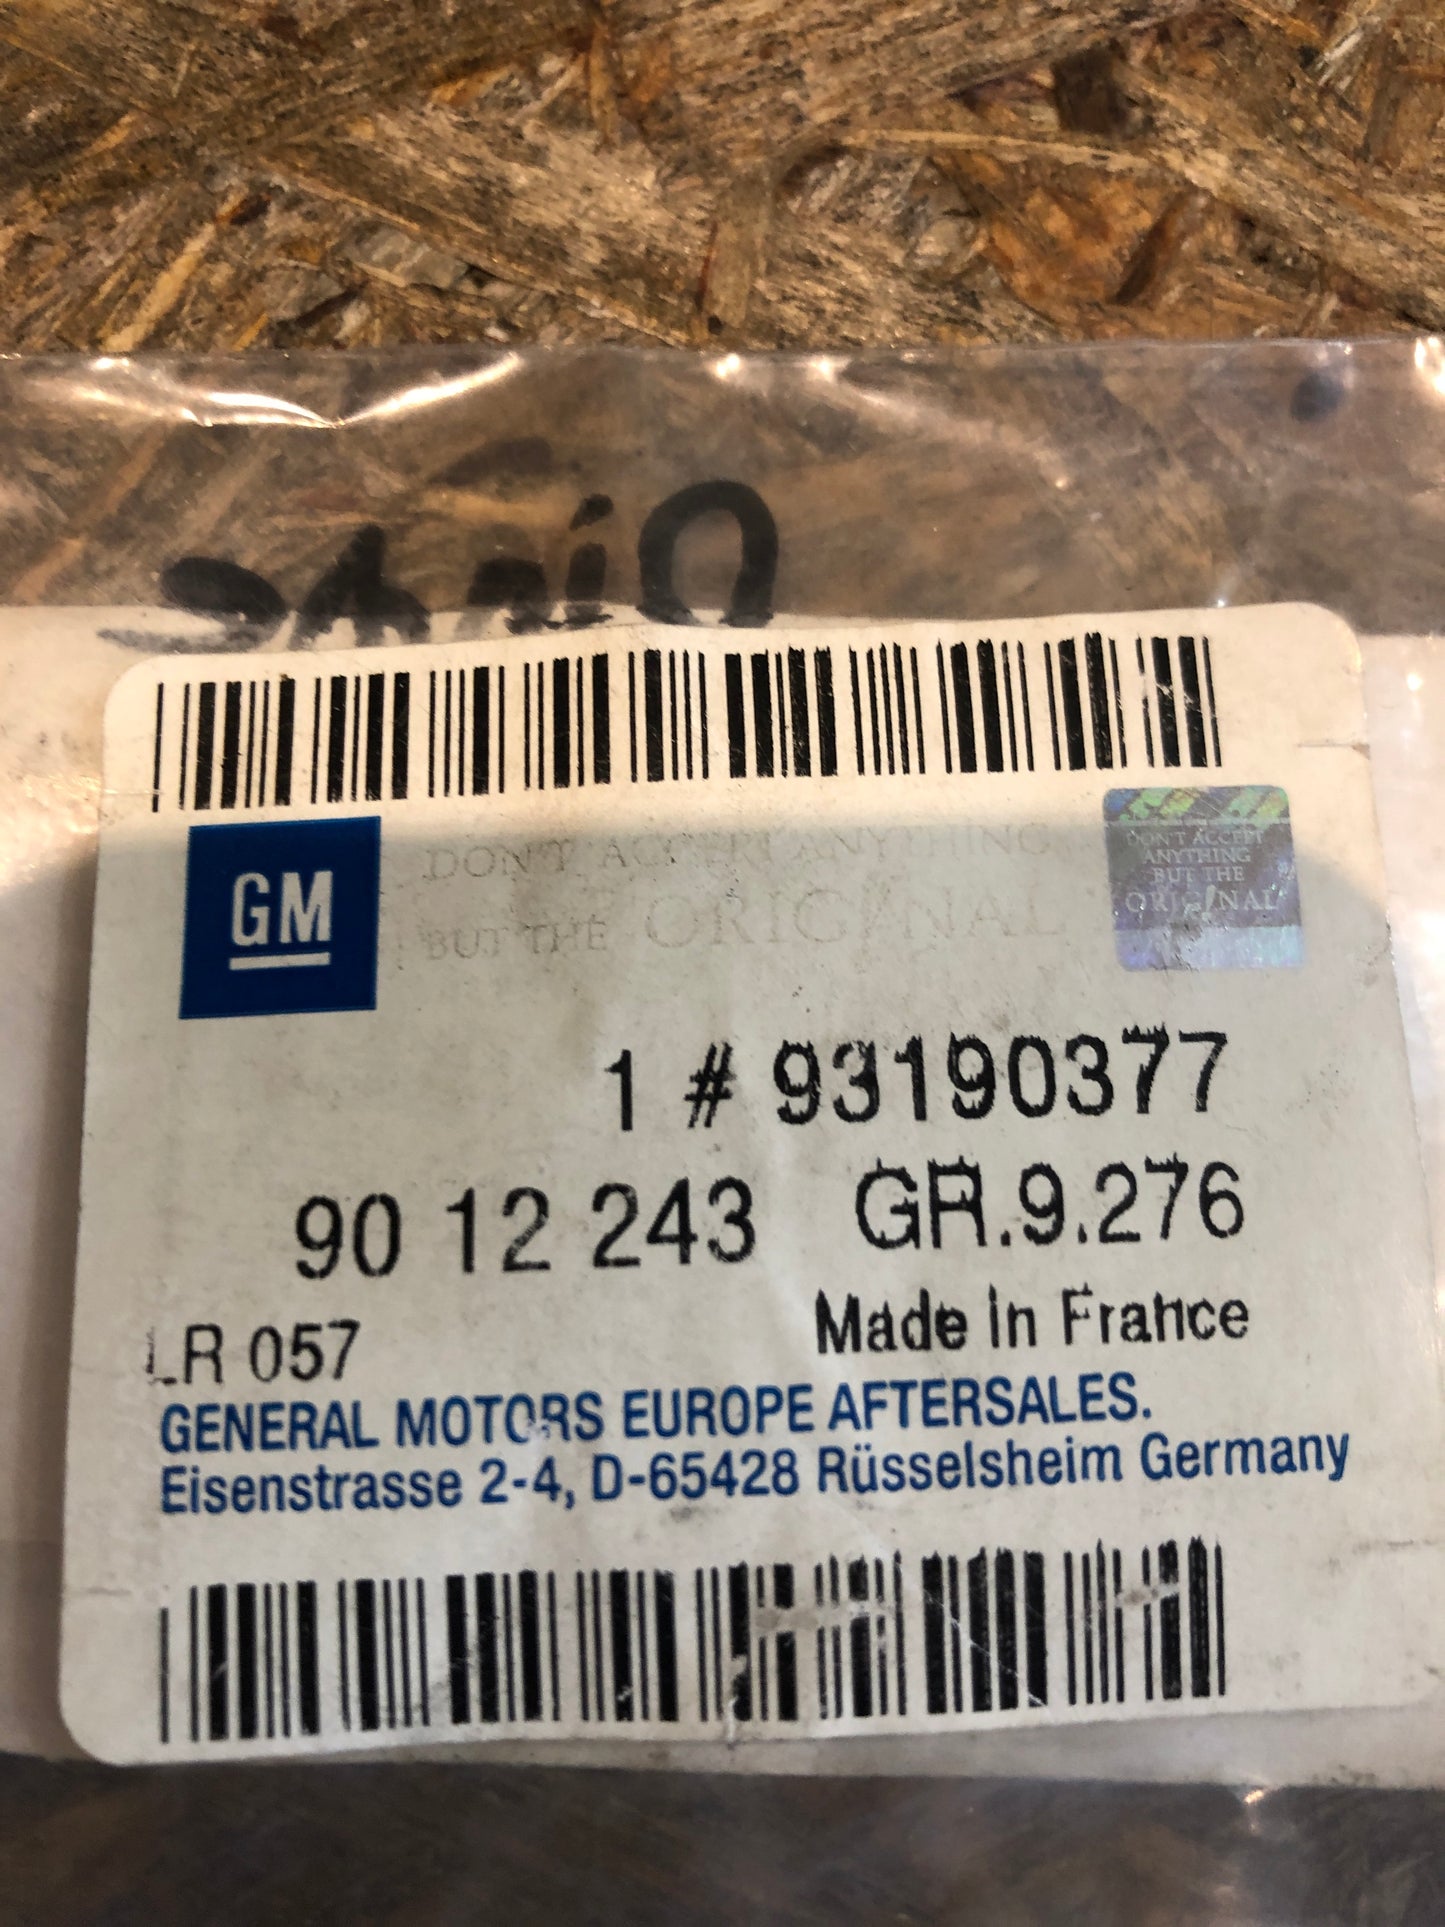 GM
DON'T ACCEPT ANYTHING
BUT THE ORIGINAL
DON'T ACCEPT
ANYTHING
BUT THE
ORIGINAL
1 # 93190377
90 12 243 GR.9.276
LR 057
Made In France
GENERAL MOTORS EUROPE AFTERSALES.
Eisenstrasse 2-4, D-65428 Rüsselsheim Germany